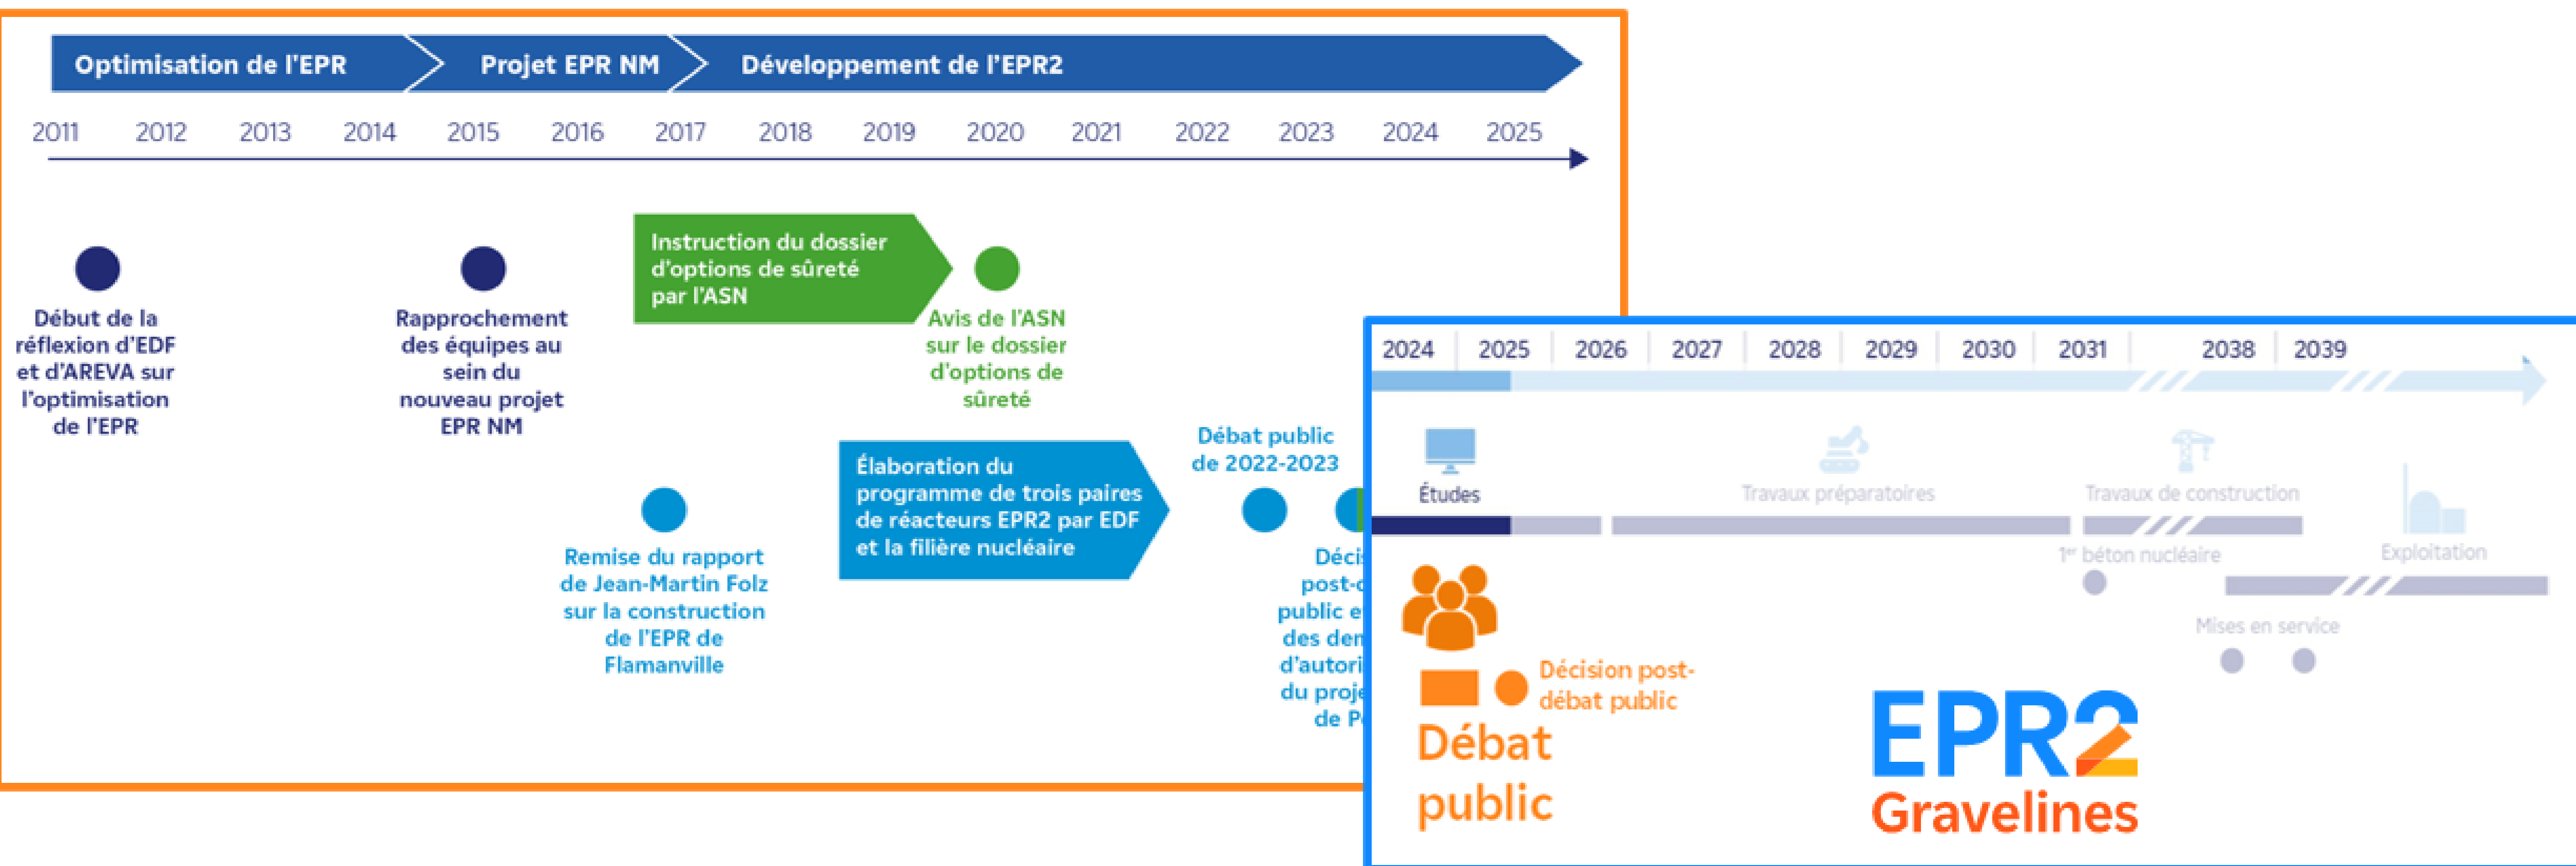 Optimisation de l'EPR
Projet EPR NM
Développement de l'EPR2
2011 2012 2013 2014 2015 2016 2017 2018 2019 2020 2021 2022 2023 2024 2025
Début de la
réflexion d'EDF
et d'AREVA sur
l'optimisation
de l'EPR
Rapprochement
des équipes au
sein du
nouveau projet
EPR NM
Instruction du dossier
d'options de sûreté
par l'ASN
Avis de l'ASN
sur le dossier
d'options de
sûreté
Remise du rapport
de Jean-Martin Folz
sur la construction
de l'EPR de
Flamanville
Élaboration du
programme de trois paires
de réacteurs EPR2 par EDF
et la filière nucléaire
Débat public
de 2022-2023
public
des
du
de
2024 2025 2026 2027 2028 2029 2030 2031 2038 2039
Études
Travaux préparatoires
Travaux de construction
1er béton nucléaire
Exploitation
Mises en service
Décision post-
débat public
Débat
public
EPR2
Gravelines